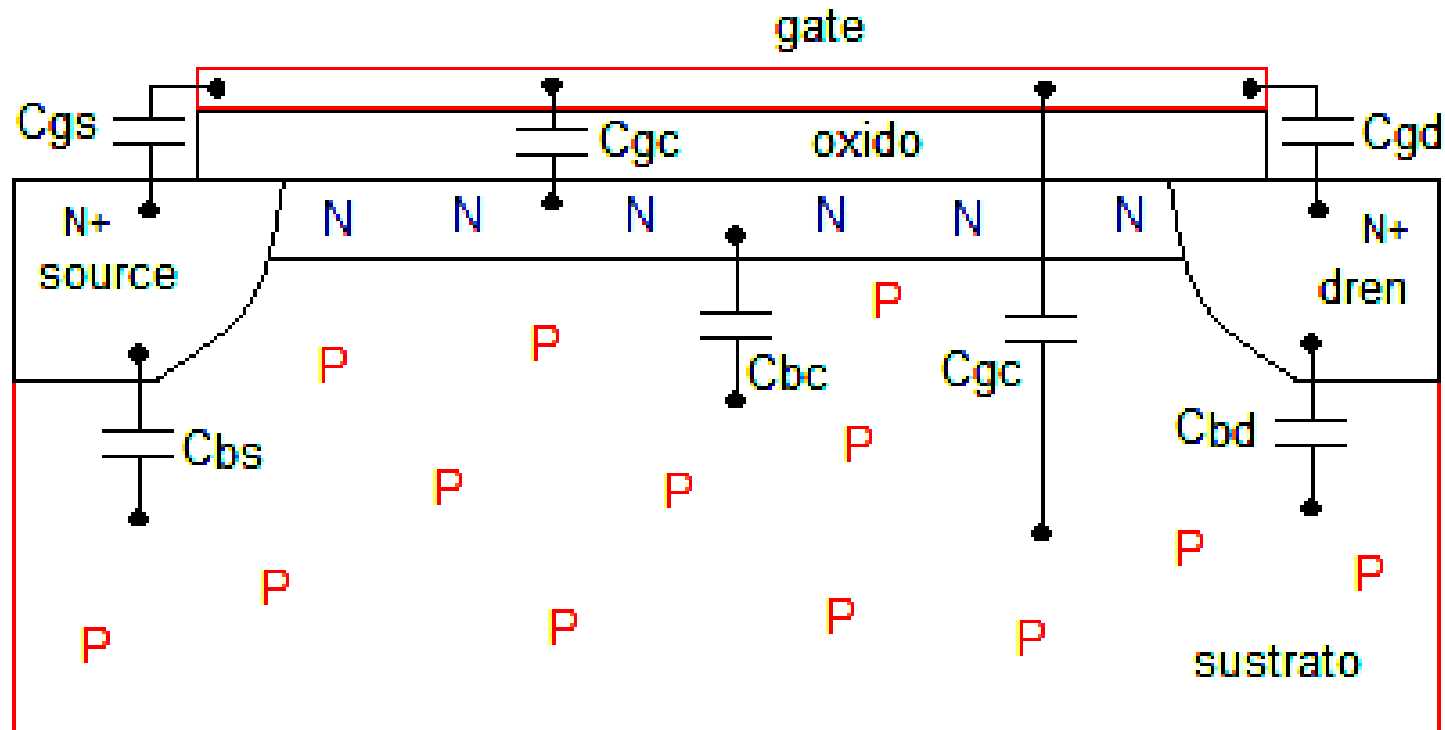 gate
Cgs
Cgc
oxido
Cgd
N+
N N N N N N
N+
source
dren
P
P
P
Cbc
Cgc
Cbs
P
Cbd
P
P
P
P
P
P
P
P
P
sustrato